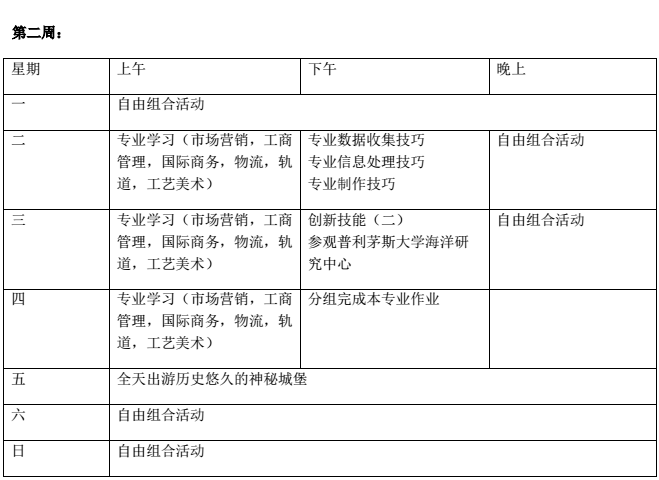 第二周：
星期 上午 下午 晚上
一 自由组合活动
二 专业学习（市场营销，工商 专业数据收集技巧 自由组合活动
管理，国际商务，物流，轨 专业信息处理技巧
道，工艺美术） 专业制作技巧
三 专业学习（市场营销，工商 创新技能（二） 自由组合活动
管理，国际商务，物流，轨 参观普利茅斯大学海洋研
道，工艺美术） 究中心
四 专业学习（市场营销，工商 分组完成本专业作业
管理，国际商务，物流，轨
道，工艺美术）
五 全天出游历史悠久的神秘城堡
六 自由组合活动
日 自由组合活动